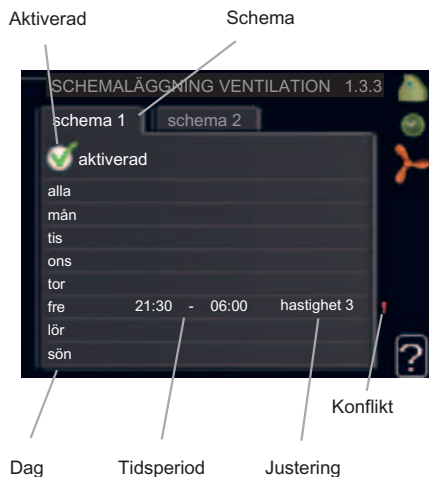 Aktiverad Schema
SCHEMALÄGGNING VENTILATION 1.3.3
schema 1 schema 2
aktiverad
alla
mån
tis
ons
tor
fre 21:30 - 06:00 hastighet 3 !
lör
sön
?
Konflikt
Dag Tidsperiod Justering